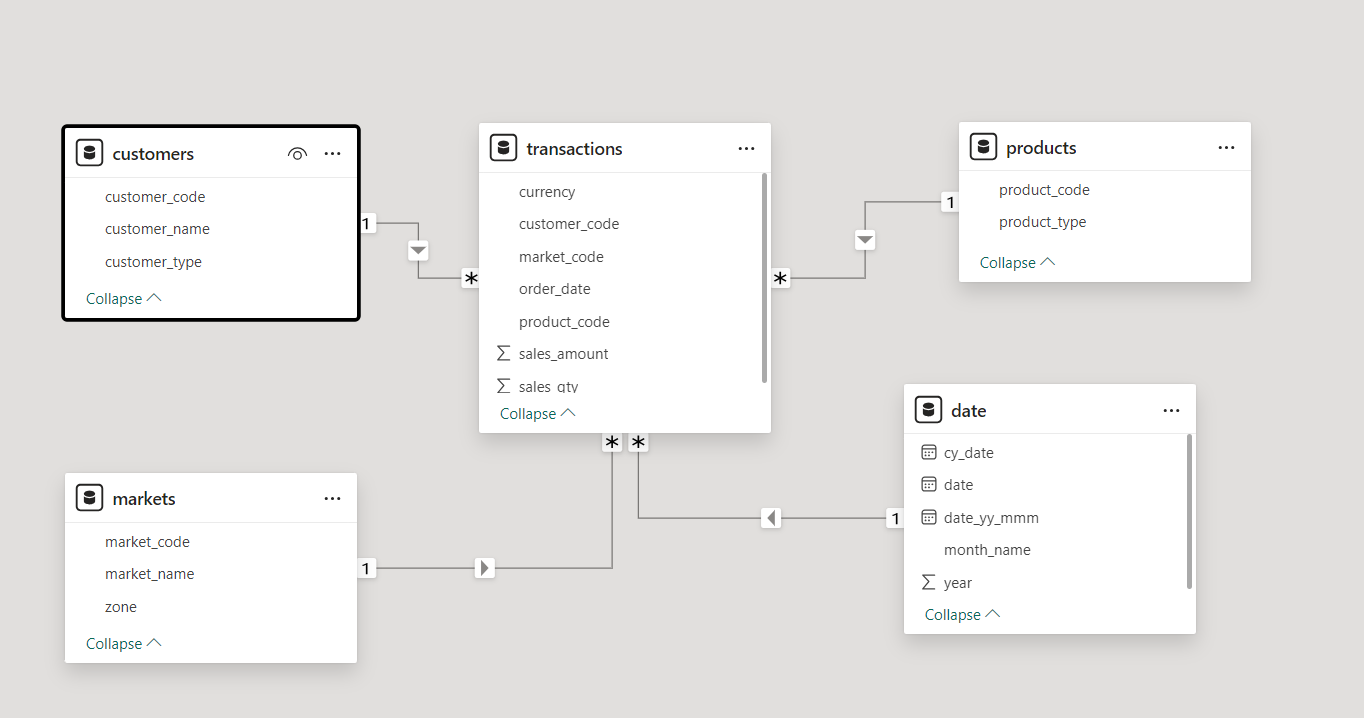 customers
customer_code
customer_name
customer_type
Collapse
1
*
transactions
currency
customer_code
market_code
order_date
product_code
sales_amount
sales_qty
Collapse
*
*
*
products
product_code
product_type
Collapse
1
markets
market_code
market_name
zone
Collapse
1
date
cy_date
date
date_yy_mmm
month_name
year
Collapse
1